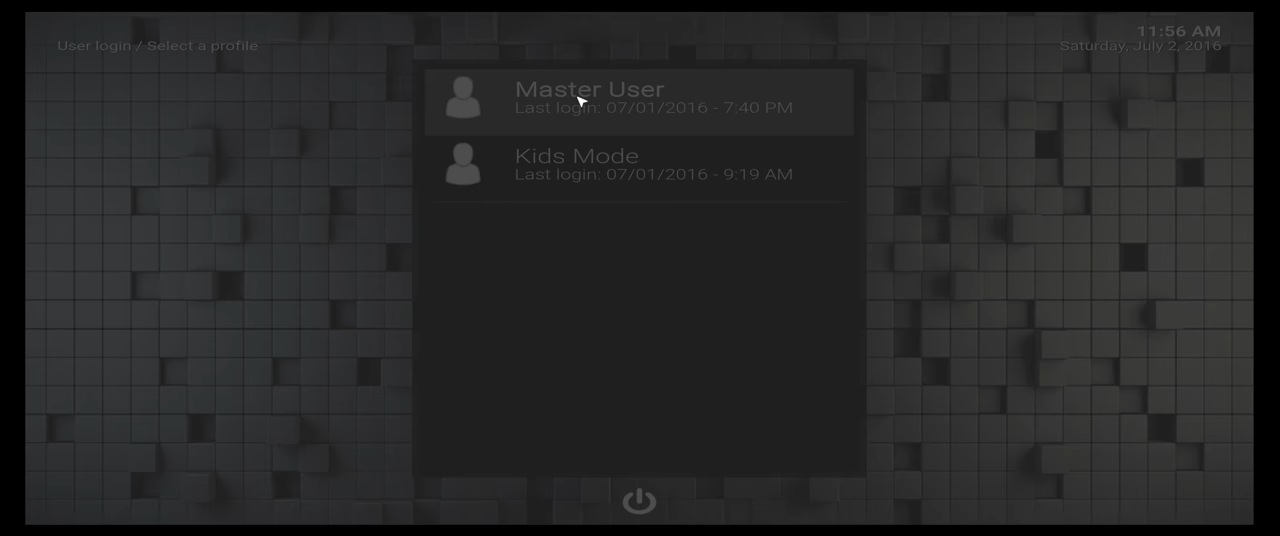 User login / Select a profile
11:56 AM
Saturday, July 2, 2016
Master User
Last login: 07/01/2016 - 7:40 PM
Kids Mode
Last login: 07/01/2016 - 9:19 AM